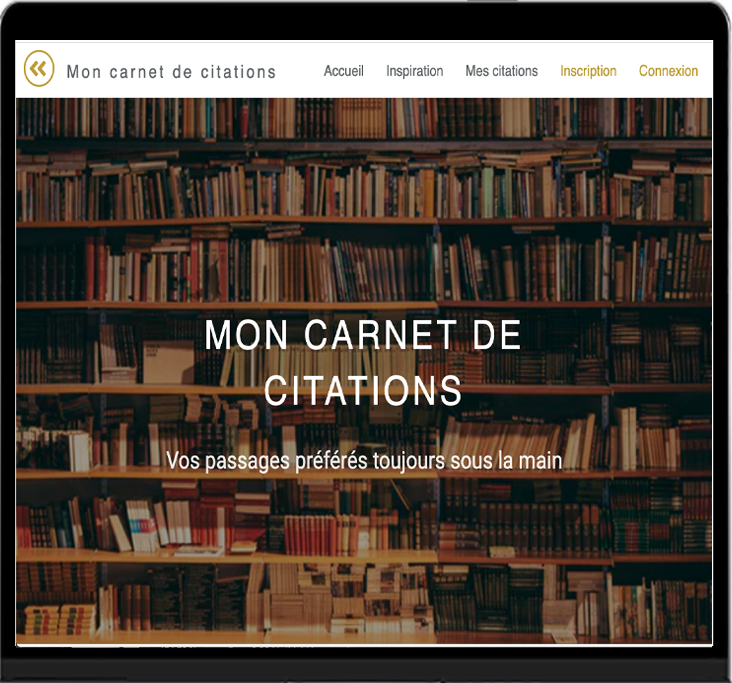 Mon carnet de citations
Accueil Inspiration Mes citations Inscription Connexion
MON CARNET DE
CITATIONS
Vos passages préférés toujours sous la main